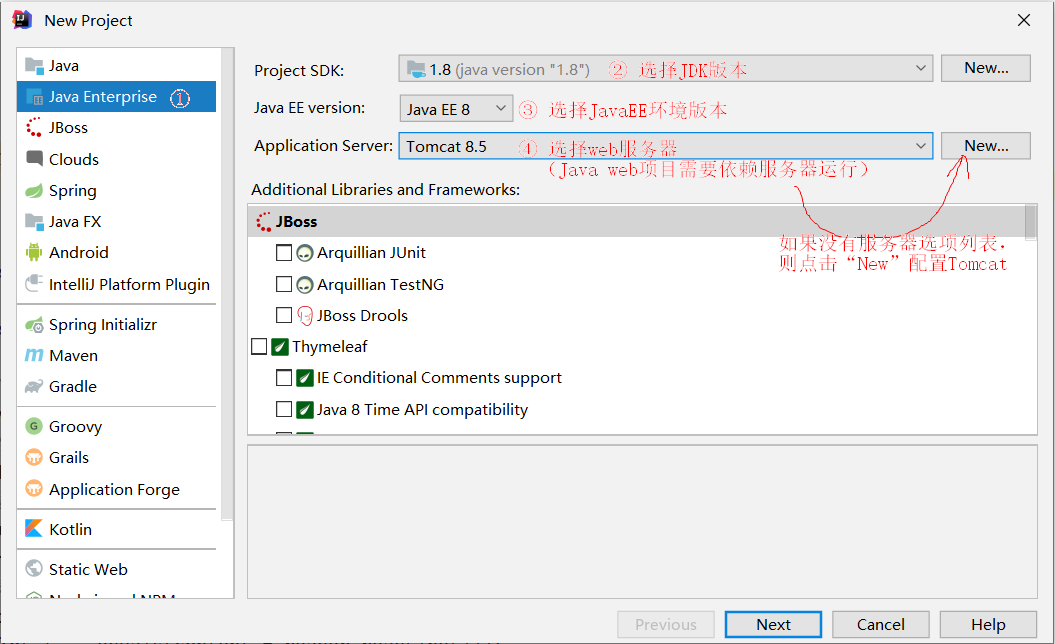 New Project
Java
Java Enterprise ①
JBoss
Clouds
Spring
Java FX
Android
IntelliJ Platform Plugin
Spring Initializr
Maven
Gradle
Groovy
Grails
Application Forge
Kotlin
Static Web
Project SDK: 1.8 (java version "1.8") ② 选择JDK版本 New...
Java EE version: Java EE 8 ③ 选择JavaEE环境版本
Application Server: Tomcat 8.5 ④ 选择web服务器 New...
(Java web项目需要依赖服务器运行)
Additional Libraries and Frameworks:
JBoss
Arquillian JUnit
如果没有服务器选项列表,
则点击“New”配置Tomcat
Arquillian TestNG
JBoss Drools
Thymeleaf
IE Conditional Comments support
Java 8 Time API compatibility
Previous Next Cancel Help